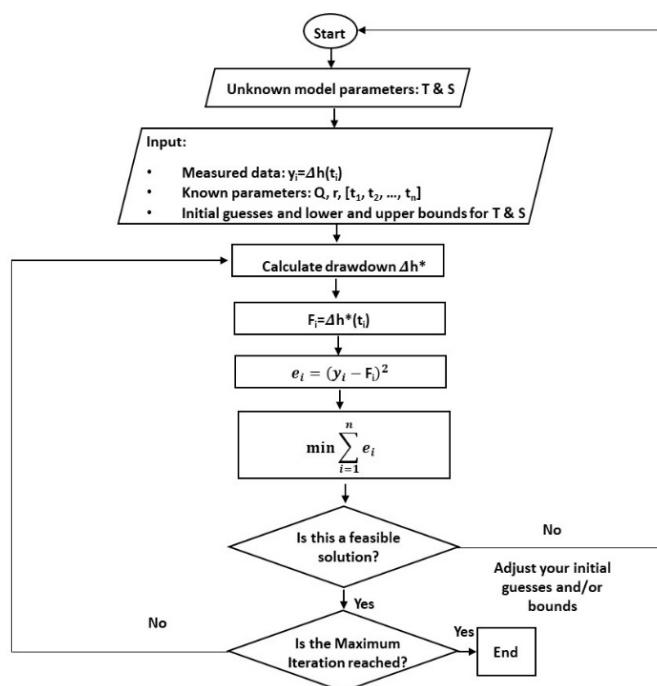 Start
Unknown model parameters: T & S
Input:
• Measured data: yᵢ=Δh(tᵢ)
• Known parameters: Q, r, [t₁, t₂, ..., tₙ]
• Initial guesses and lower and upper bounds for T & S
Calculate drawdown Δh*
Fᵢ=Δh*(tᵢ)
eᵢ = (yᵢ − Fᵢ)²
min ∑ᵢ₌₁ⁿ eᵢ
Is this a feasible
solution?
No
Adjust your initial
guesses and/or
bounds
Yes
No
Is the Maximum
Iteration reached?
Yes
End